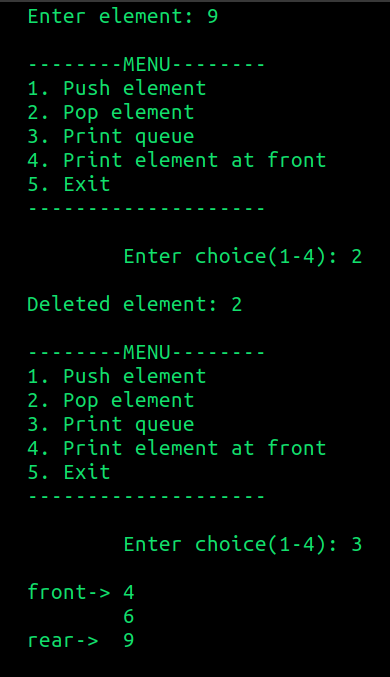 Enter element: 9
--------MENU--------
1. Push element
2. Pop element
3. Print queue
4. Print element at front
5. Exit
--------------------
Enter choice(1-4): 2
Deleted element: 2
--------MENU--------
1. Push element
2. Pop element
3. Print queue
4. Print element at front
5. Exit
--------------------
Enter choice(1-4): 3
front-> 4
6
rear->  9